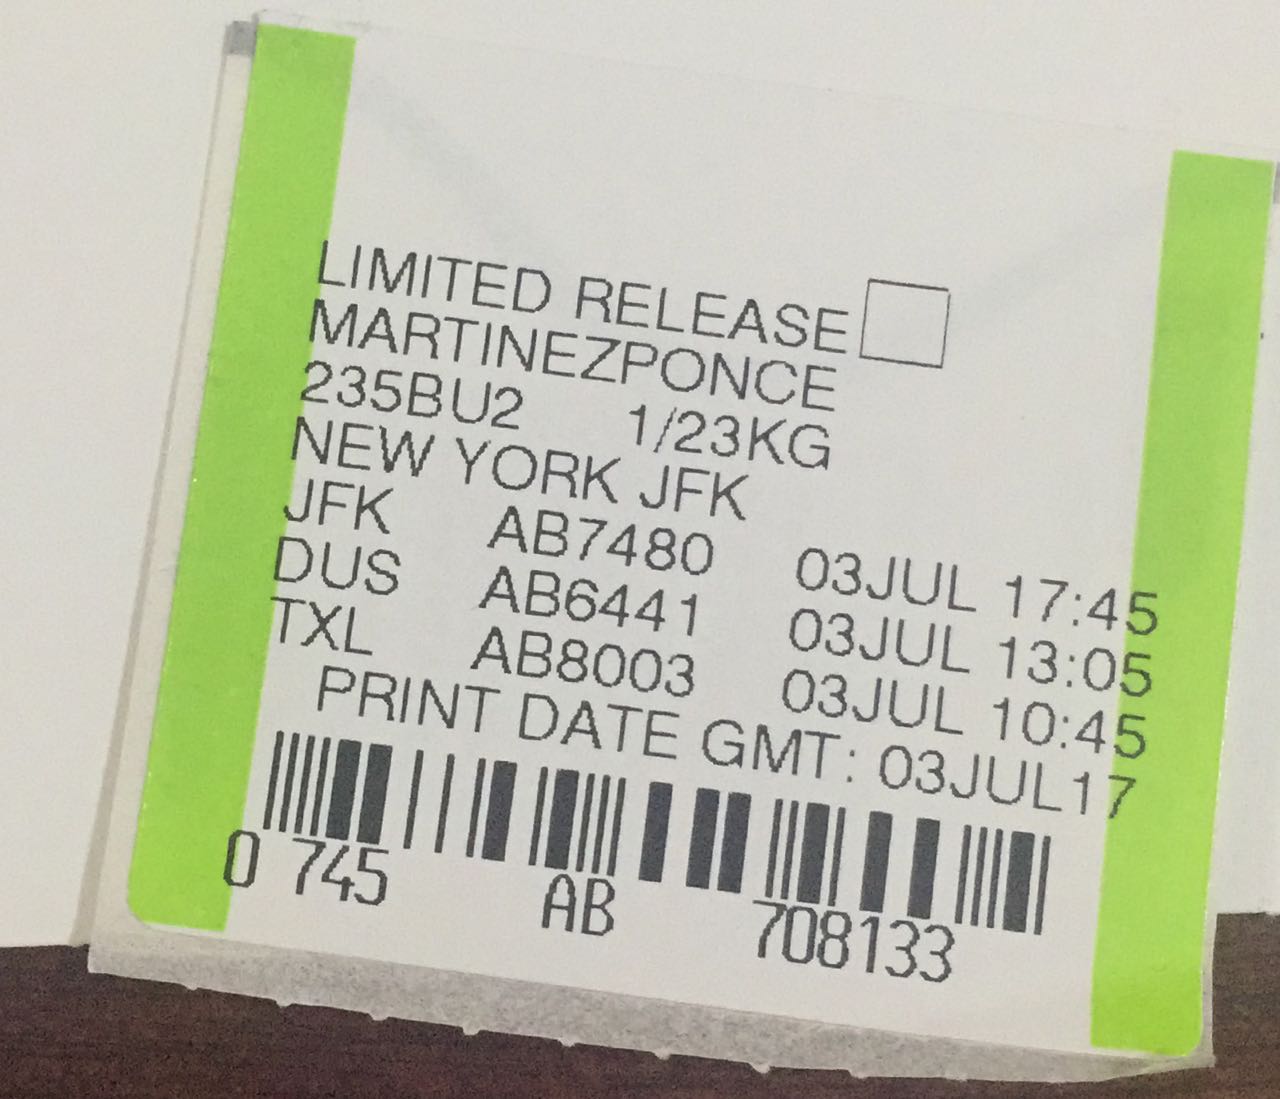 LIMITED RELEASE
MARTINEZPONCE
235BU2 1/23KG
NEW YORK JFK
JFK AB7480 03JUL 17:45
DUS AB6441 03JUL 13:05
TXL AB8003 03JUL 10:45
PRINT DATE GMT: 03JUL17
0 745 AB 708133